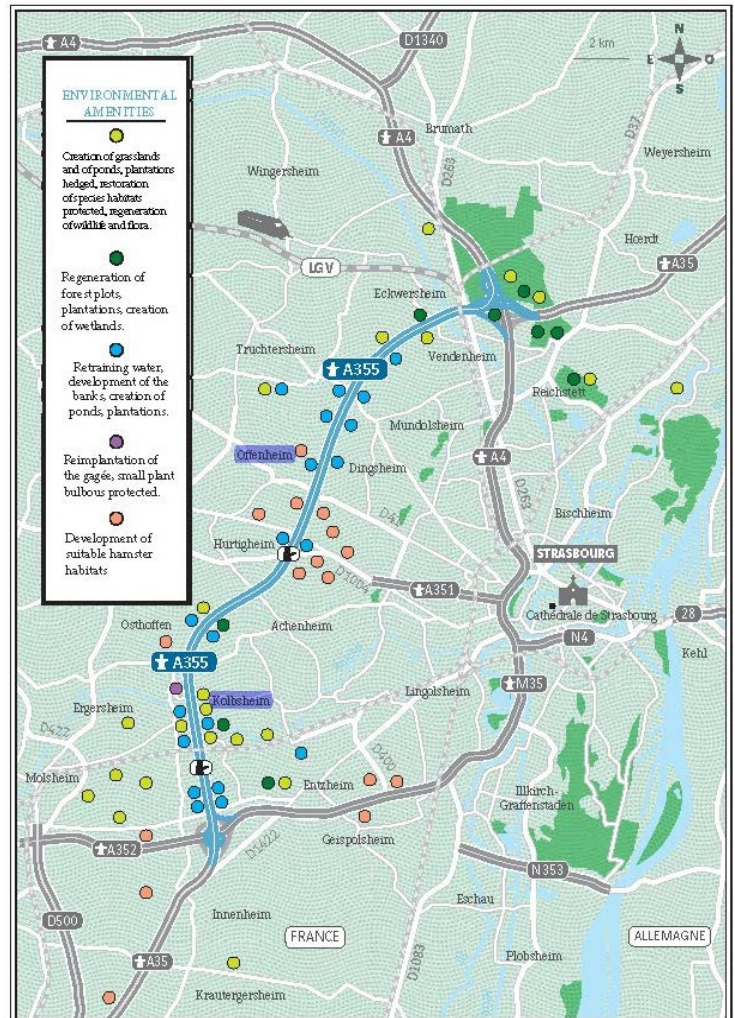 A4
D1340
2 km
N
E
O
S
ENVIRONMENTAL
AMENITIES
Creation of grasslands
and of ponds, plantations
hedged, restoration
of species habitats
protected, regeneration
of wildlife and flora.
Regeneration of
forest plots,
plantations, creation
of wetlands.
Retraining water,
development of the
banks, creation of
ponds, plantations.
Reimplantation of
the gagée, small plant
bulbous protected.
Development of
suitable hamster
habitats
A4
Brumath
D263
D37
Weyersheim
Wingersheim
Hœrdt
LGV
A35
Eckwersheim
Truchtersheim
Vendenheim
A355
Reichstett
Mundolsheim
Offenheim
A4
Dingsheim
D263
D41
Bischheim
Hurtigheim
STRASBOURG
D1004
A351
Cathédrale de Strasbourg
28
Osthoffen
Achenheim
N4
Kehl
A355
M35
Lingolsheim
Kolbsheim
Ergersheim
D422
D400
Molsheim
Entzheim
Illkirch-
Graffenstaden
Geispolsheim
A352
D1422
N353
Eschau
D500
Innenheim
FRANCE
ALLEMAGNE
A35
Plobsheim
D1083
Krautergersheim